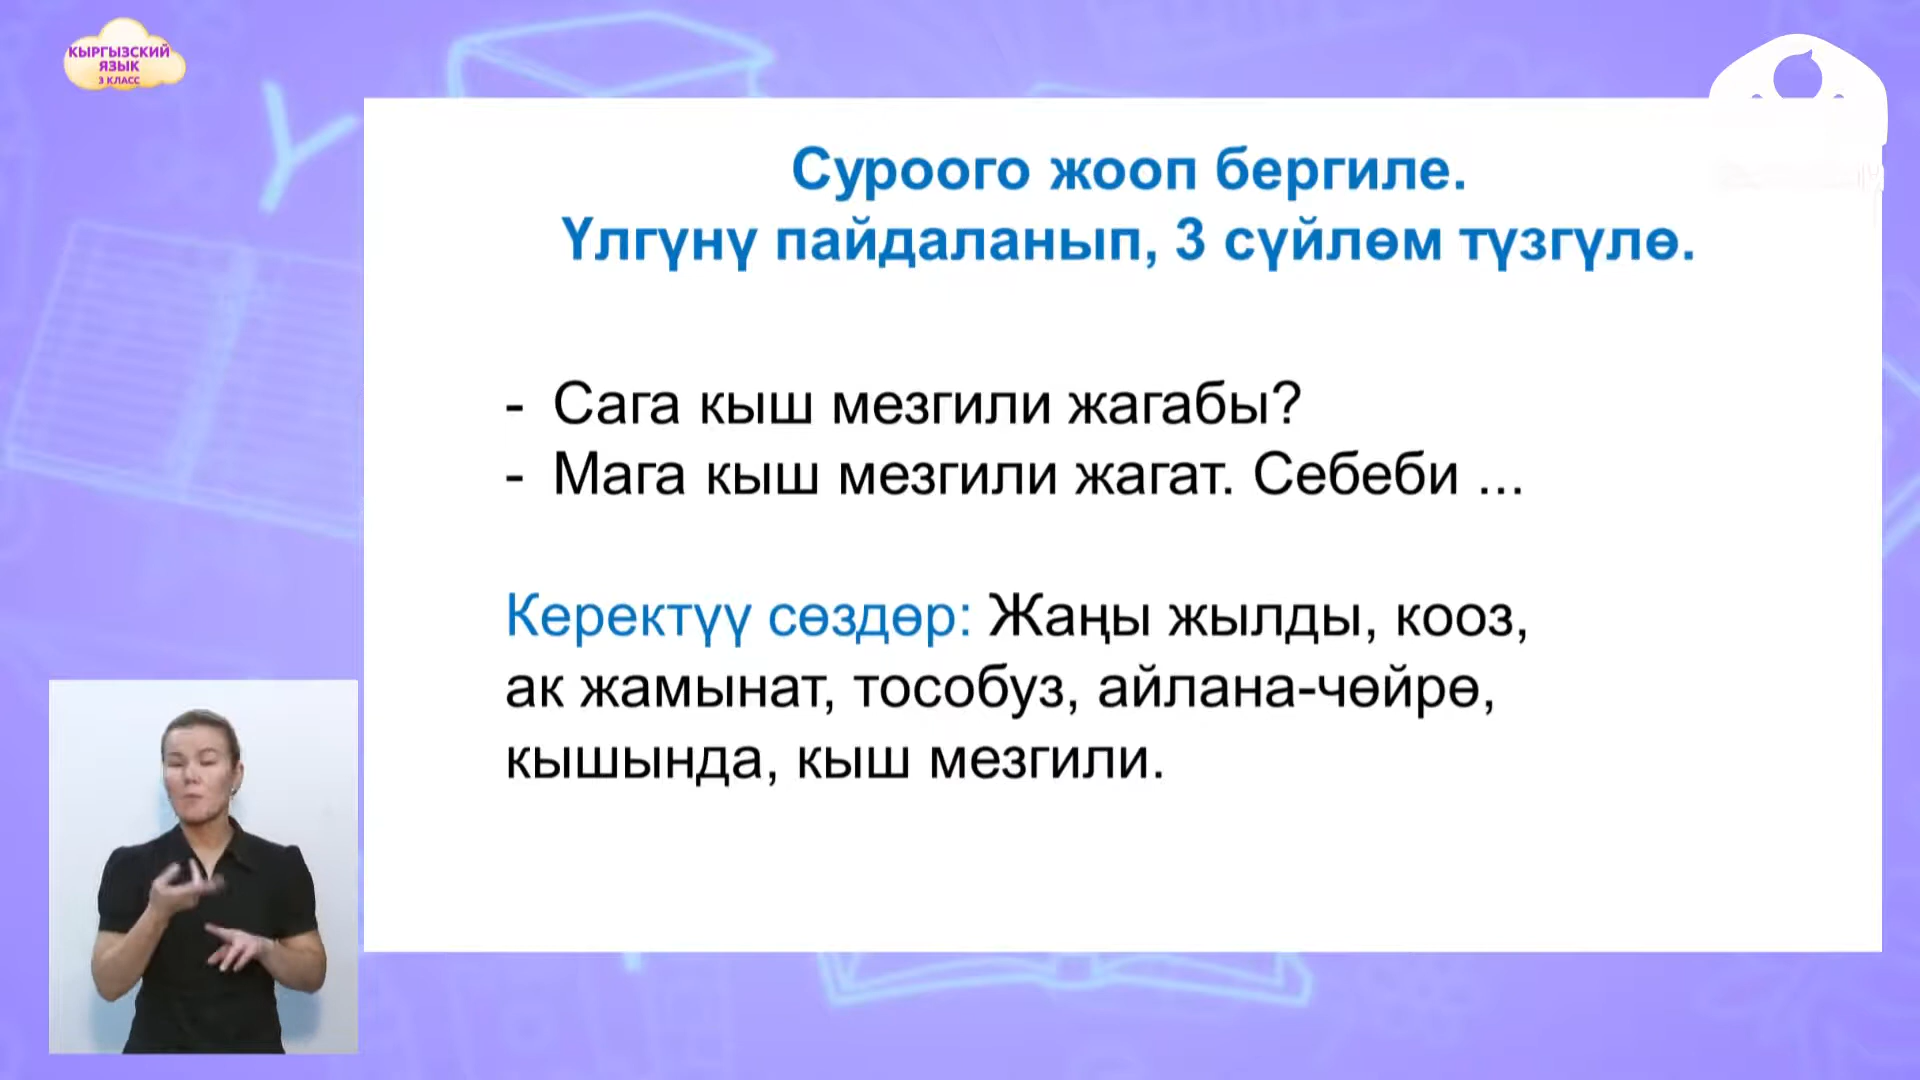 КЫРГЫЗСКИЙ
ЯЗЫК
3 КЛАСС
Суроого жооп бергиле.
Үлгүнү пайдаланып, 3 сүйлөм түзгүлө.
- Сага кыш мезгили жагабы?
- Мага кыш мезгили жагат. Себеби ...
Керектүү сөздөр: Жаңы жылды, кооз,
ак жамынат, тособуз, айлана-чөйрө,
кышында, кыш мезгили.